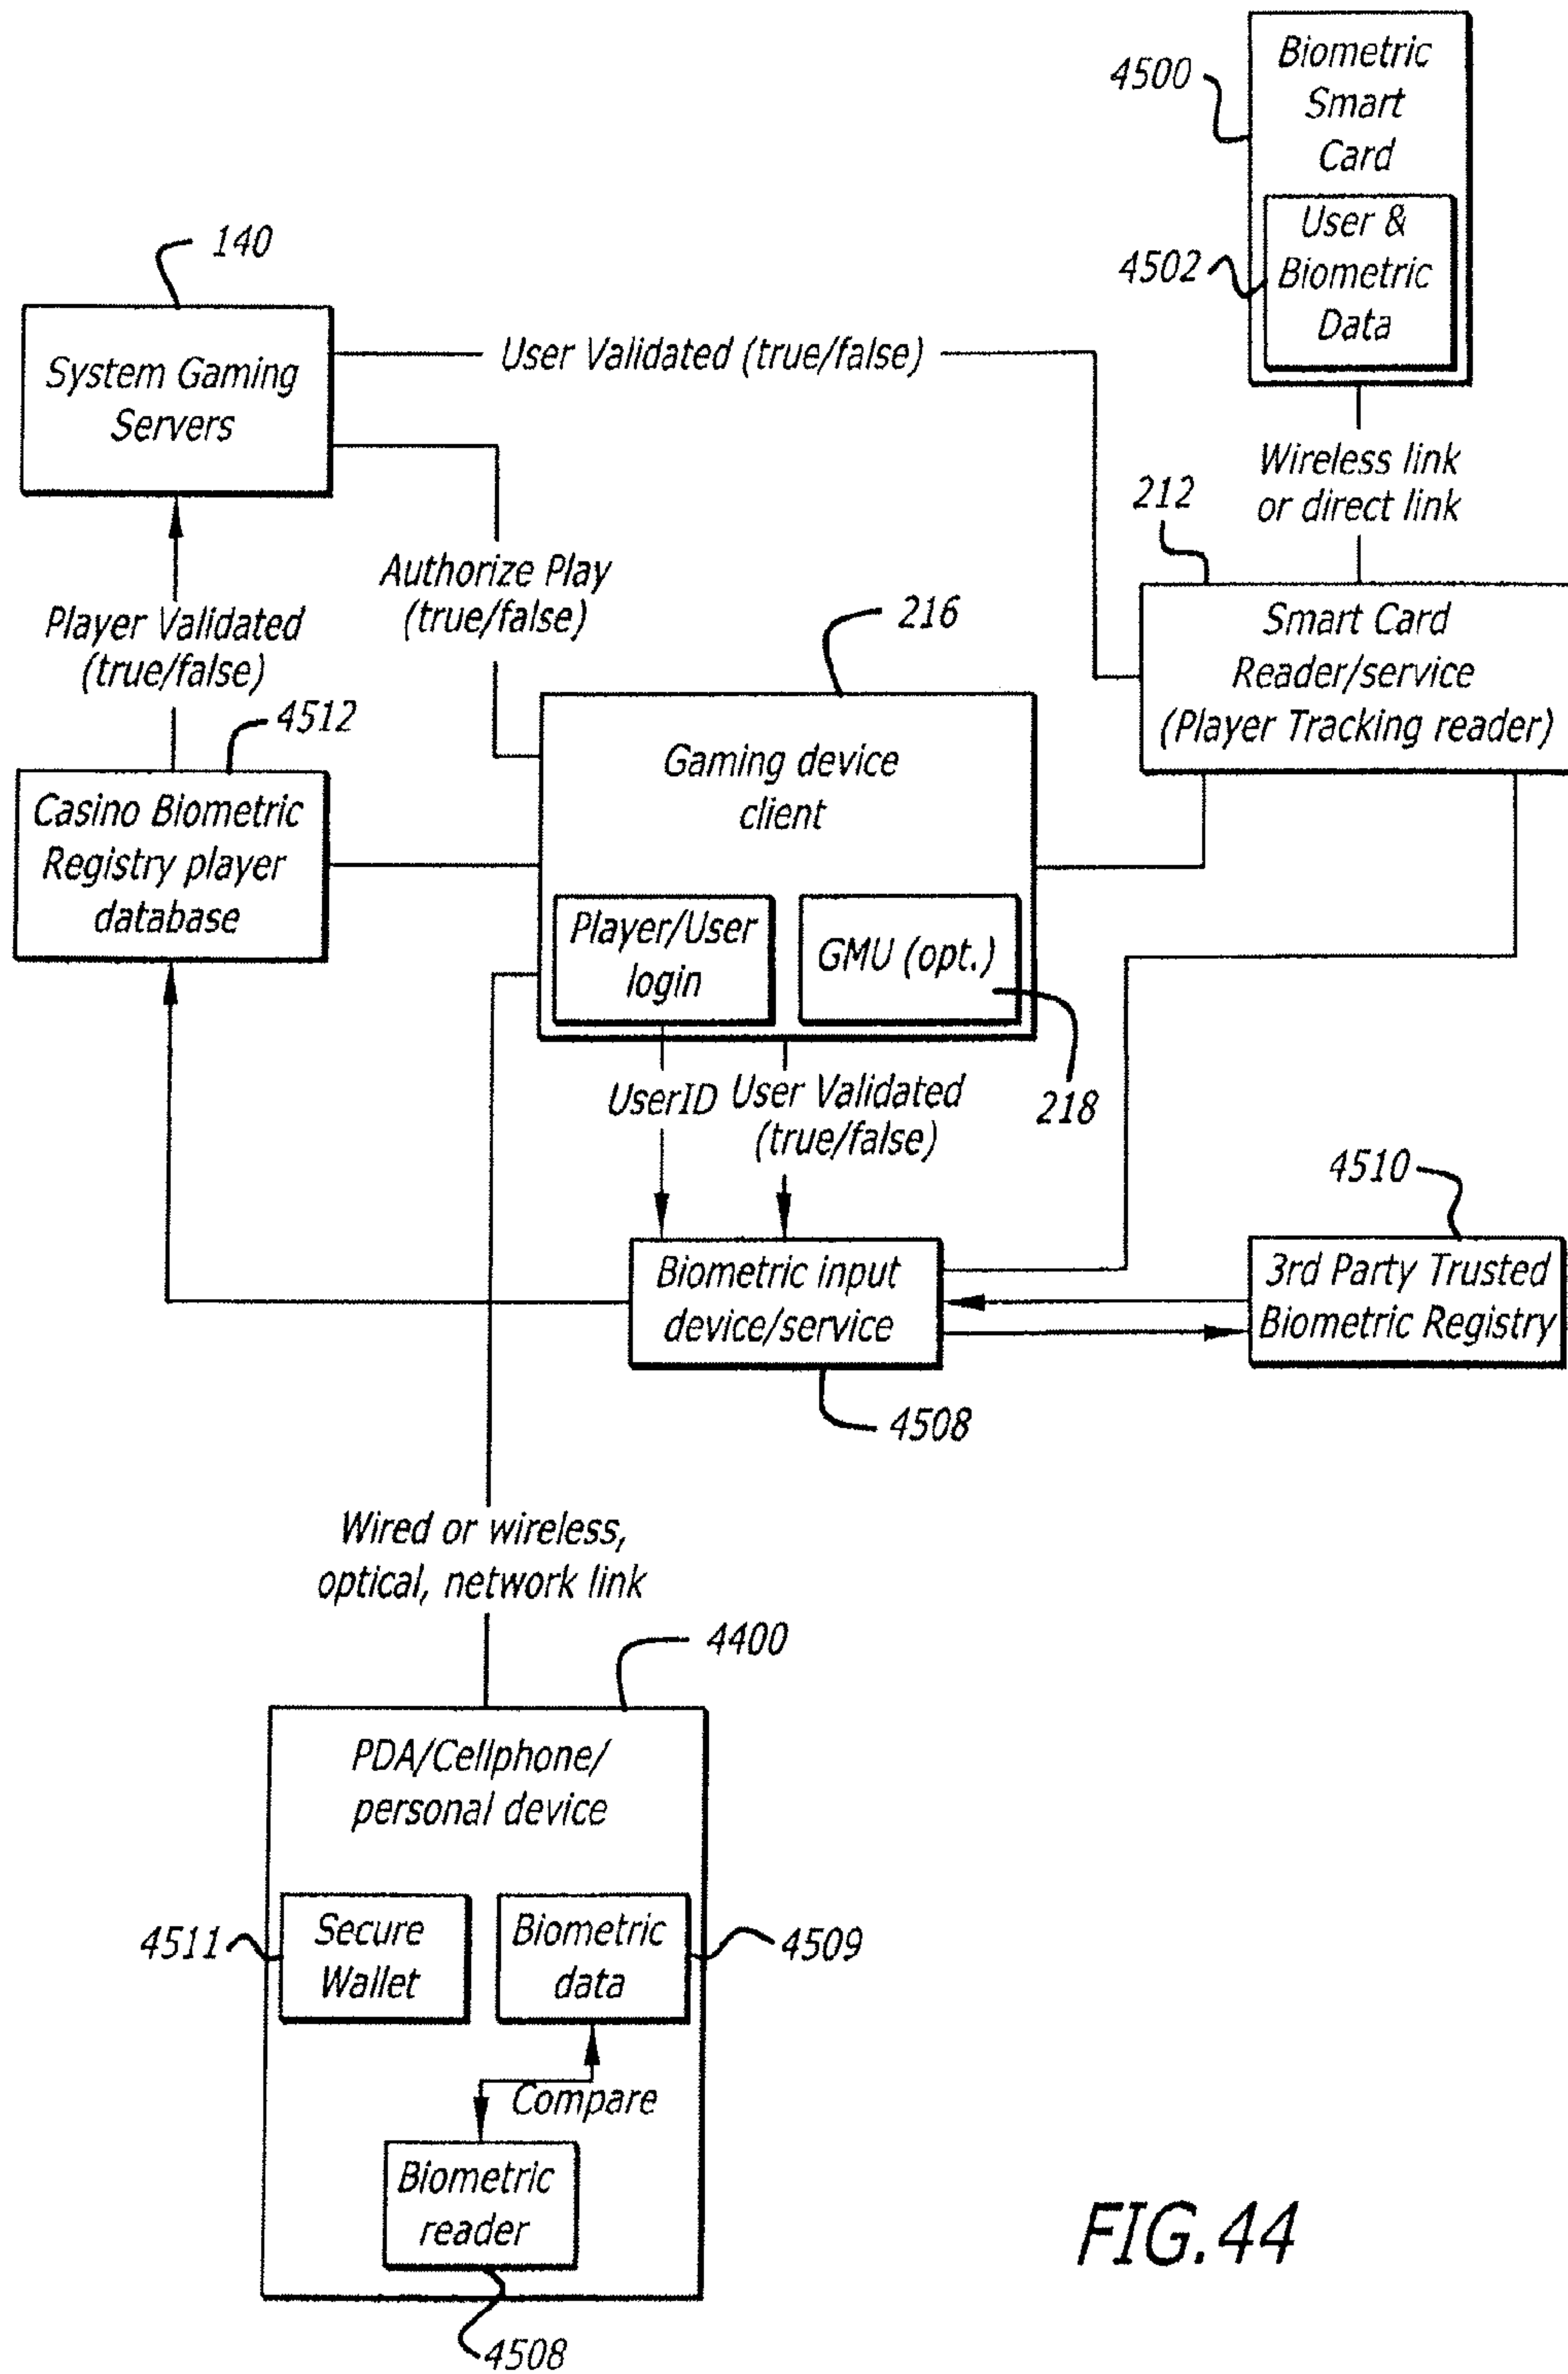 4500
Biometric
Smart
Card
4502
User &
Biometric
Data
140
System Gaming
Servers
User Validated (true/false)
Wireless link
or direct link
212
Authorize Play
(true/false)
Player Validated
(true/false)
216
Smart Card
Reader/service
(Player Tracking reader)
4512
Casino Biometric
Registry player
database
Gaming device
client
Player/User
login
GMU (opt.)
218
UserID
User Validated
(true/false)
4510
Biometric input
device/service
3rd Party Trusted
Biometric Registry
4508
Wired or wireless,
optical, network link
4400
PDA/Cellphone/
personal device
4511
Secure
Wallet
Biometric
data
4509
Compare
Biometric
reader
4508
FIG.44